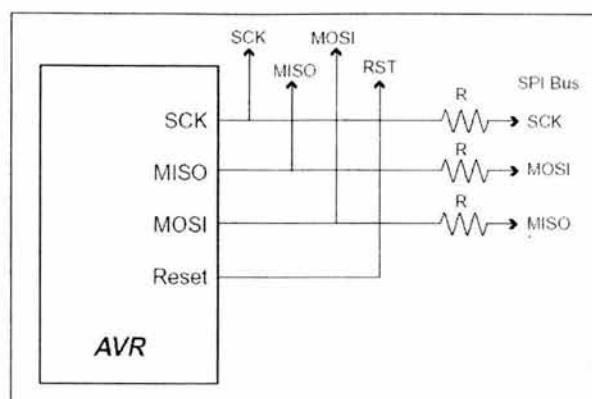 SCK MOSI
MISO RST
SPI Bus
R
SCK SCK
R
MISO MOSI
R
MOSI MISO
Reset
AVR